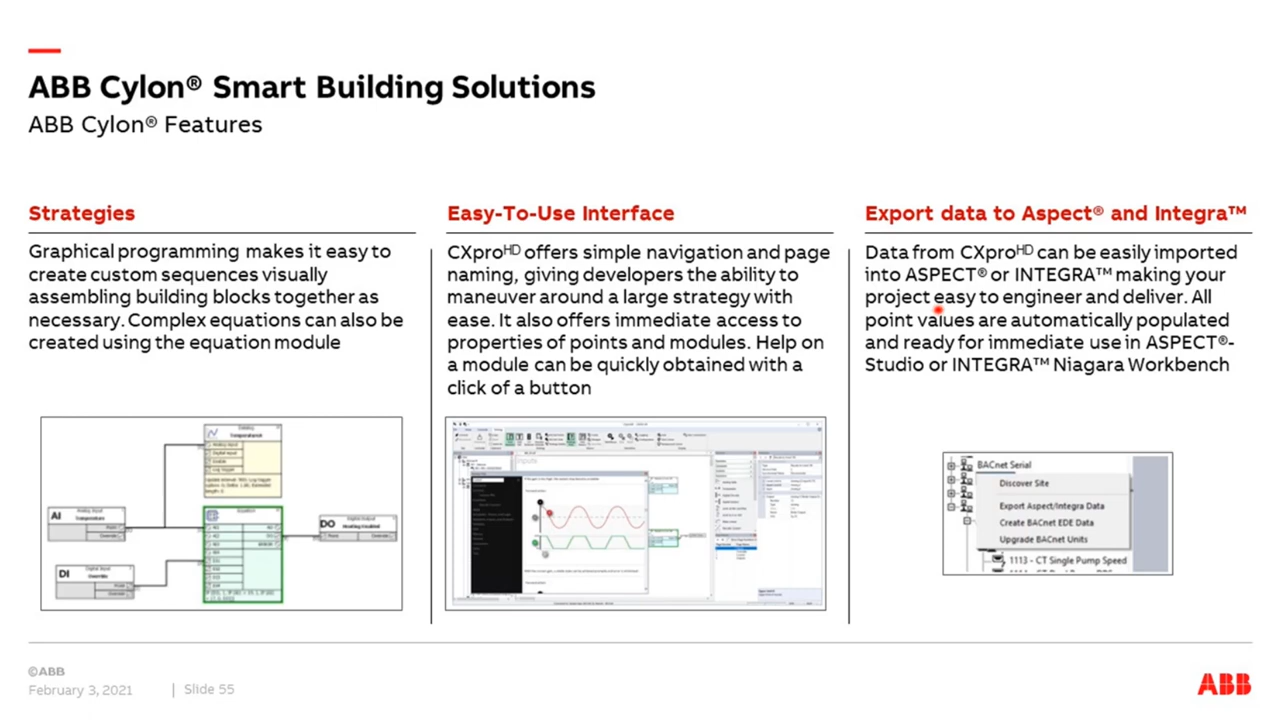 ABB Cylon® Smart Building Solutions
ABB Cylon® Features
Strategies
Graphical programming makes it easy to
create custom sequences visually
assembling building blocks together as
necessary. Complex equations can also be
created using the equation module
AI
Temperature
DI
Override
Temperature
Equation
DO
Easy-To-Use Interface
CXproᴴᴰ offers simple navigation and page
naming, giving developers the ability to
maneuver around a large strategy with
ease. It also offers immediate access to
properties of points and modules. Help on
a module can be quickly obtained with a
click of a button
Inputs
Export data to Aspect® and Integra™
Data from CXproᴴᴰ can be easily imported
into ASPECT® or INTEGRA™ making your
project easy to engineer and deliver. All
point values are automatically populated
and ready for immediate use in ASPECT®-
Studio or INTEGRA™ Niagara Workbench
BACnet Serial
Discover Site
Export Aspect/Integra Data
Create BACnet EDE Data
Upgrade BACnet Units
1113 - CT Single Pump Speed
©ABB
February 3, 2021 | Slide 55
ABB